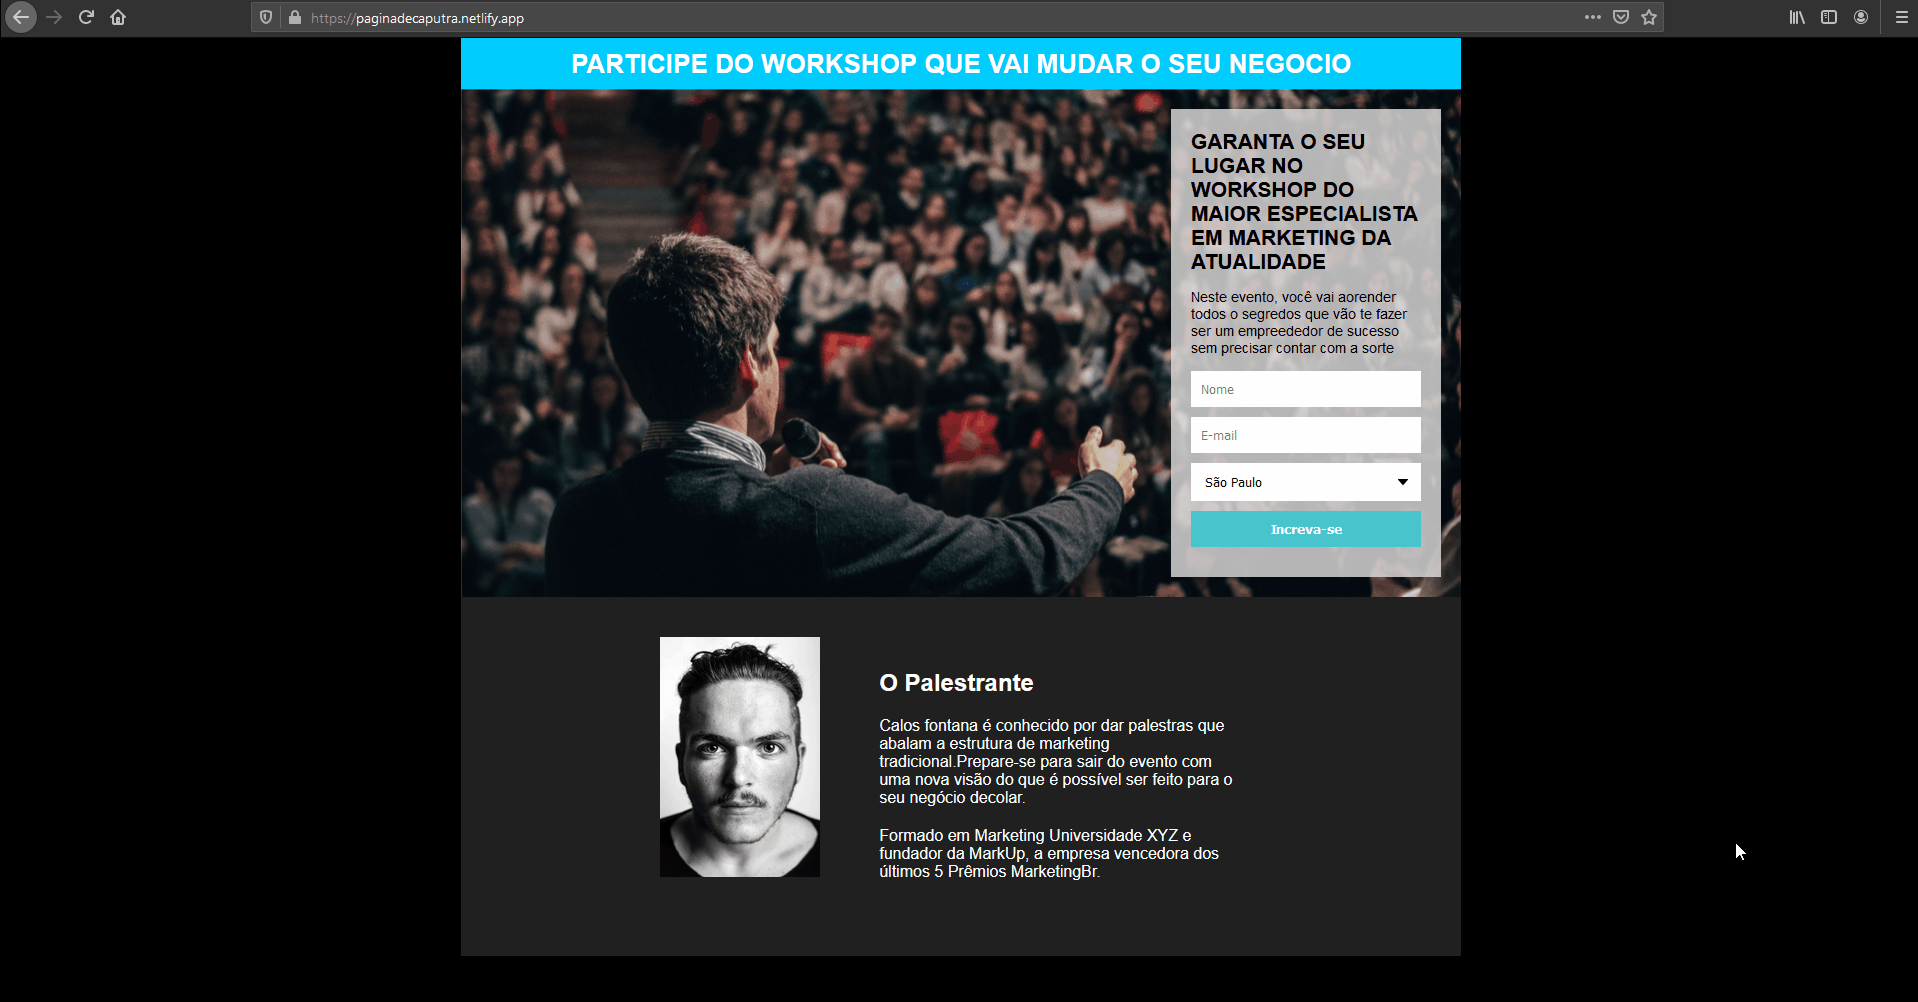 https://paginadecaputra.netlify.app
PARTICIPE DO WORKSHOP QUE VAI MUDAR O SEU NEGOCIO
GARANTA O SEU
LUGAR NO
WORKSHOP DO
MAIOR ESPECIALISTA
EM MARKETING DA
ATUALIDADE
Neste evento, você vai aorender
todos o segredos que vão te fazer
ser um empreededor de sucesso
sem precisar contar com a sorte
Nome
E-mail
São Paulo
Increva-se
O Palestrante
Calos fontana é conhecido por dar palestras que
abalam a estrutura de marketing
tradicional.Prepare-se para sair do evento com
uma nova visão do que é possível ser feito para o
seu negócio decolar.
Formado em Marketing Universidade XYZ e
fundador da MarkUp, a empresa vencedora dos
últimos 5 Prêmios MarketingBr.